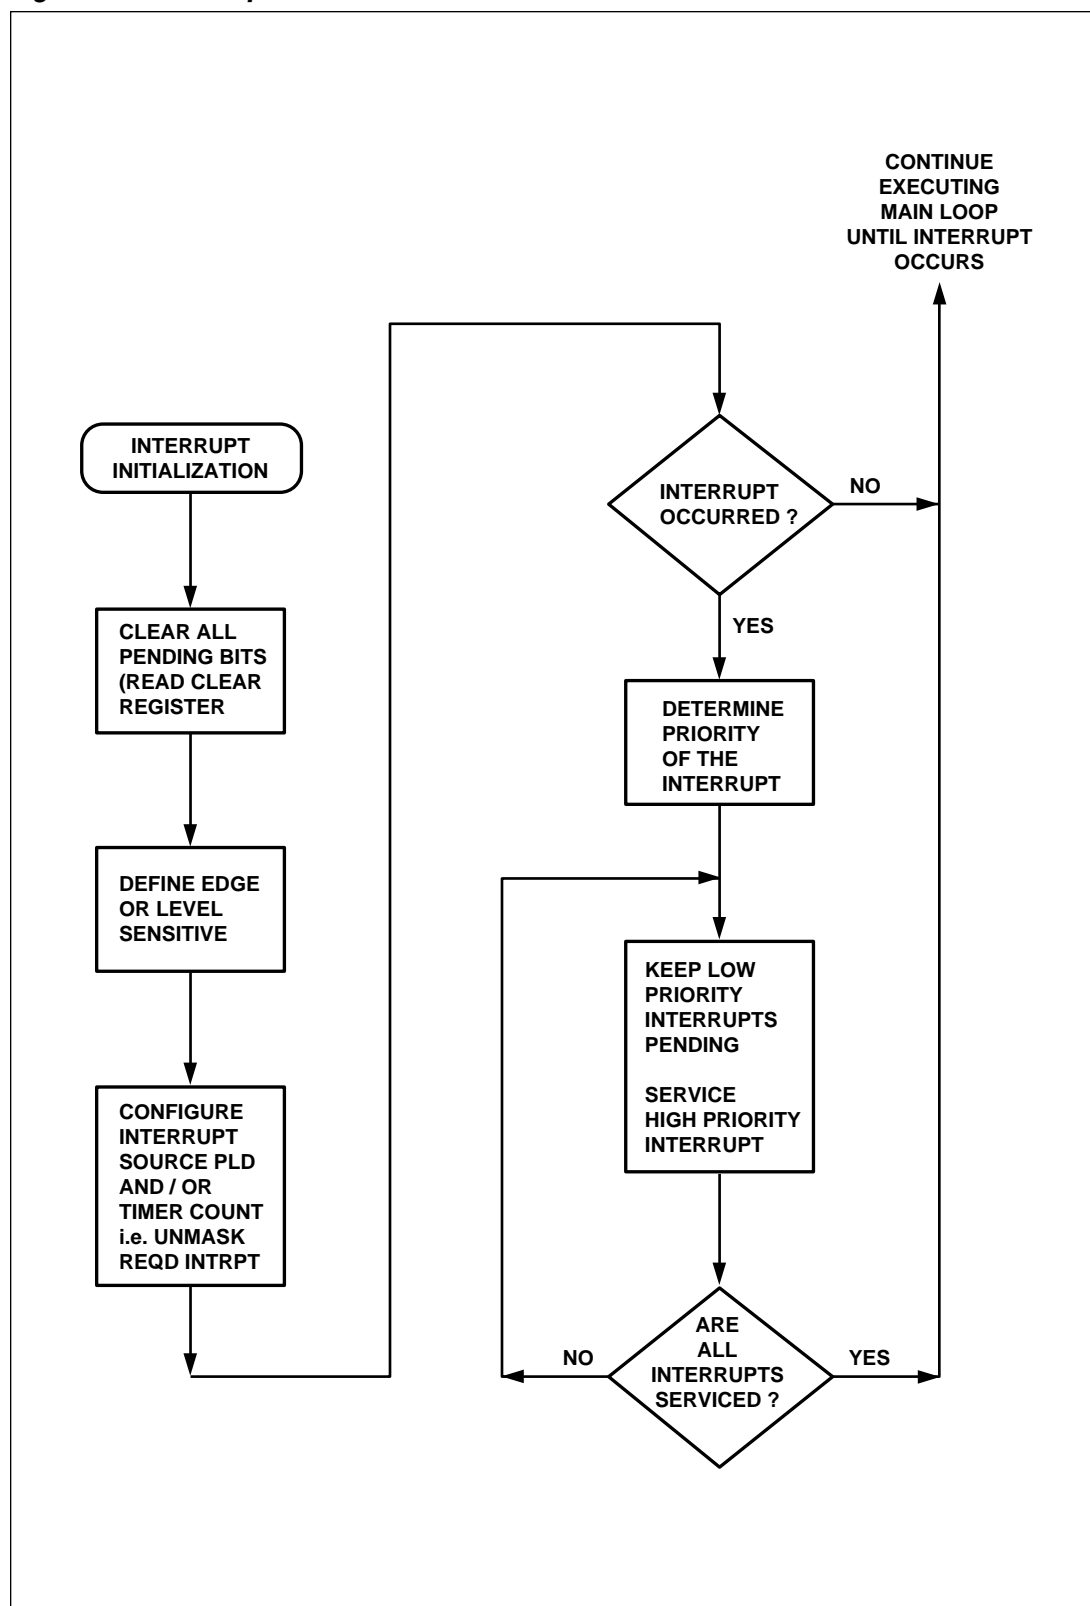 INTERRUPT
INITIALIZATION
CLEAR ALL
PENDING BITS
(READ CLEAR
REGISTER
DEFINE EDGE
OR LEVEL
SENSITIVE
CONFIGURE
INTERRUPT
SOURCE PLD
AND / OR
TIMER COUNT
i.e. UNMASK
REQD INTRPT
INTERRUPT
OCCURRED ?
NO
YES
CONTINUE
EXECUTING
MAIN LOOP
UNTIL INTERRUPT
OCCURS
DETERMINE
PRIORITY
OF THE
INTERRUPT
KEEP LOW
PRIORITY
INTERRUPTS
PENDING
SERVICE
HIGH PRIORITY
INTERRUPT
ARE
ALL
INTERRUPTS
SERVICED ?
NO
YES